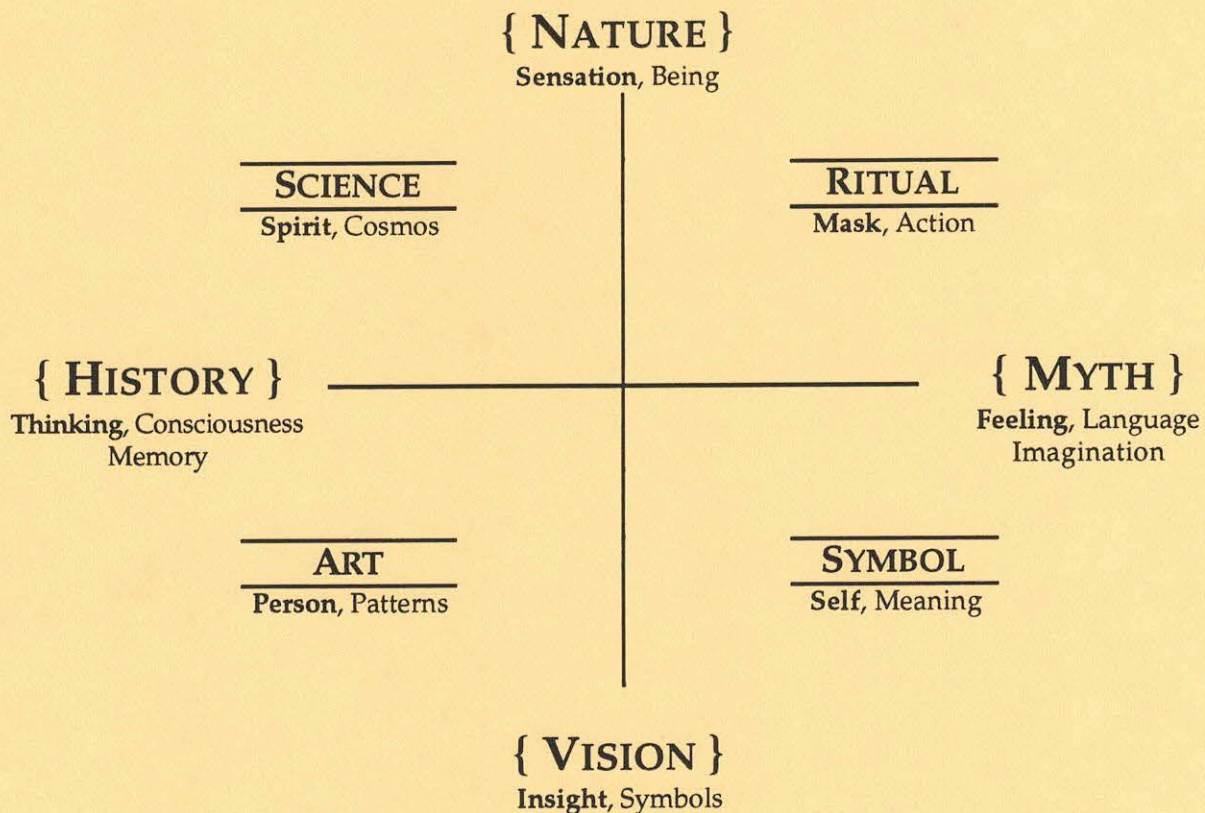 { NATURE }
Sensation, Being
SCIENCE
Spirit, Cosmos
RITUAL
Mask, Action
{ HISTORY }
Thinking, Consciousness
Memory
{ MYTH }
Feeling, Language
Imagination
ART
Person, Patterns
SYMBOL
Self, Meaning
{ VISION }
Insight, Symbols